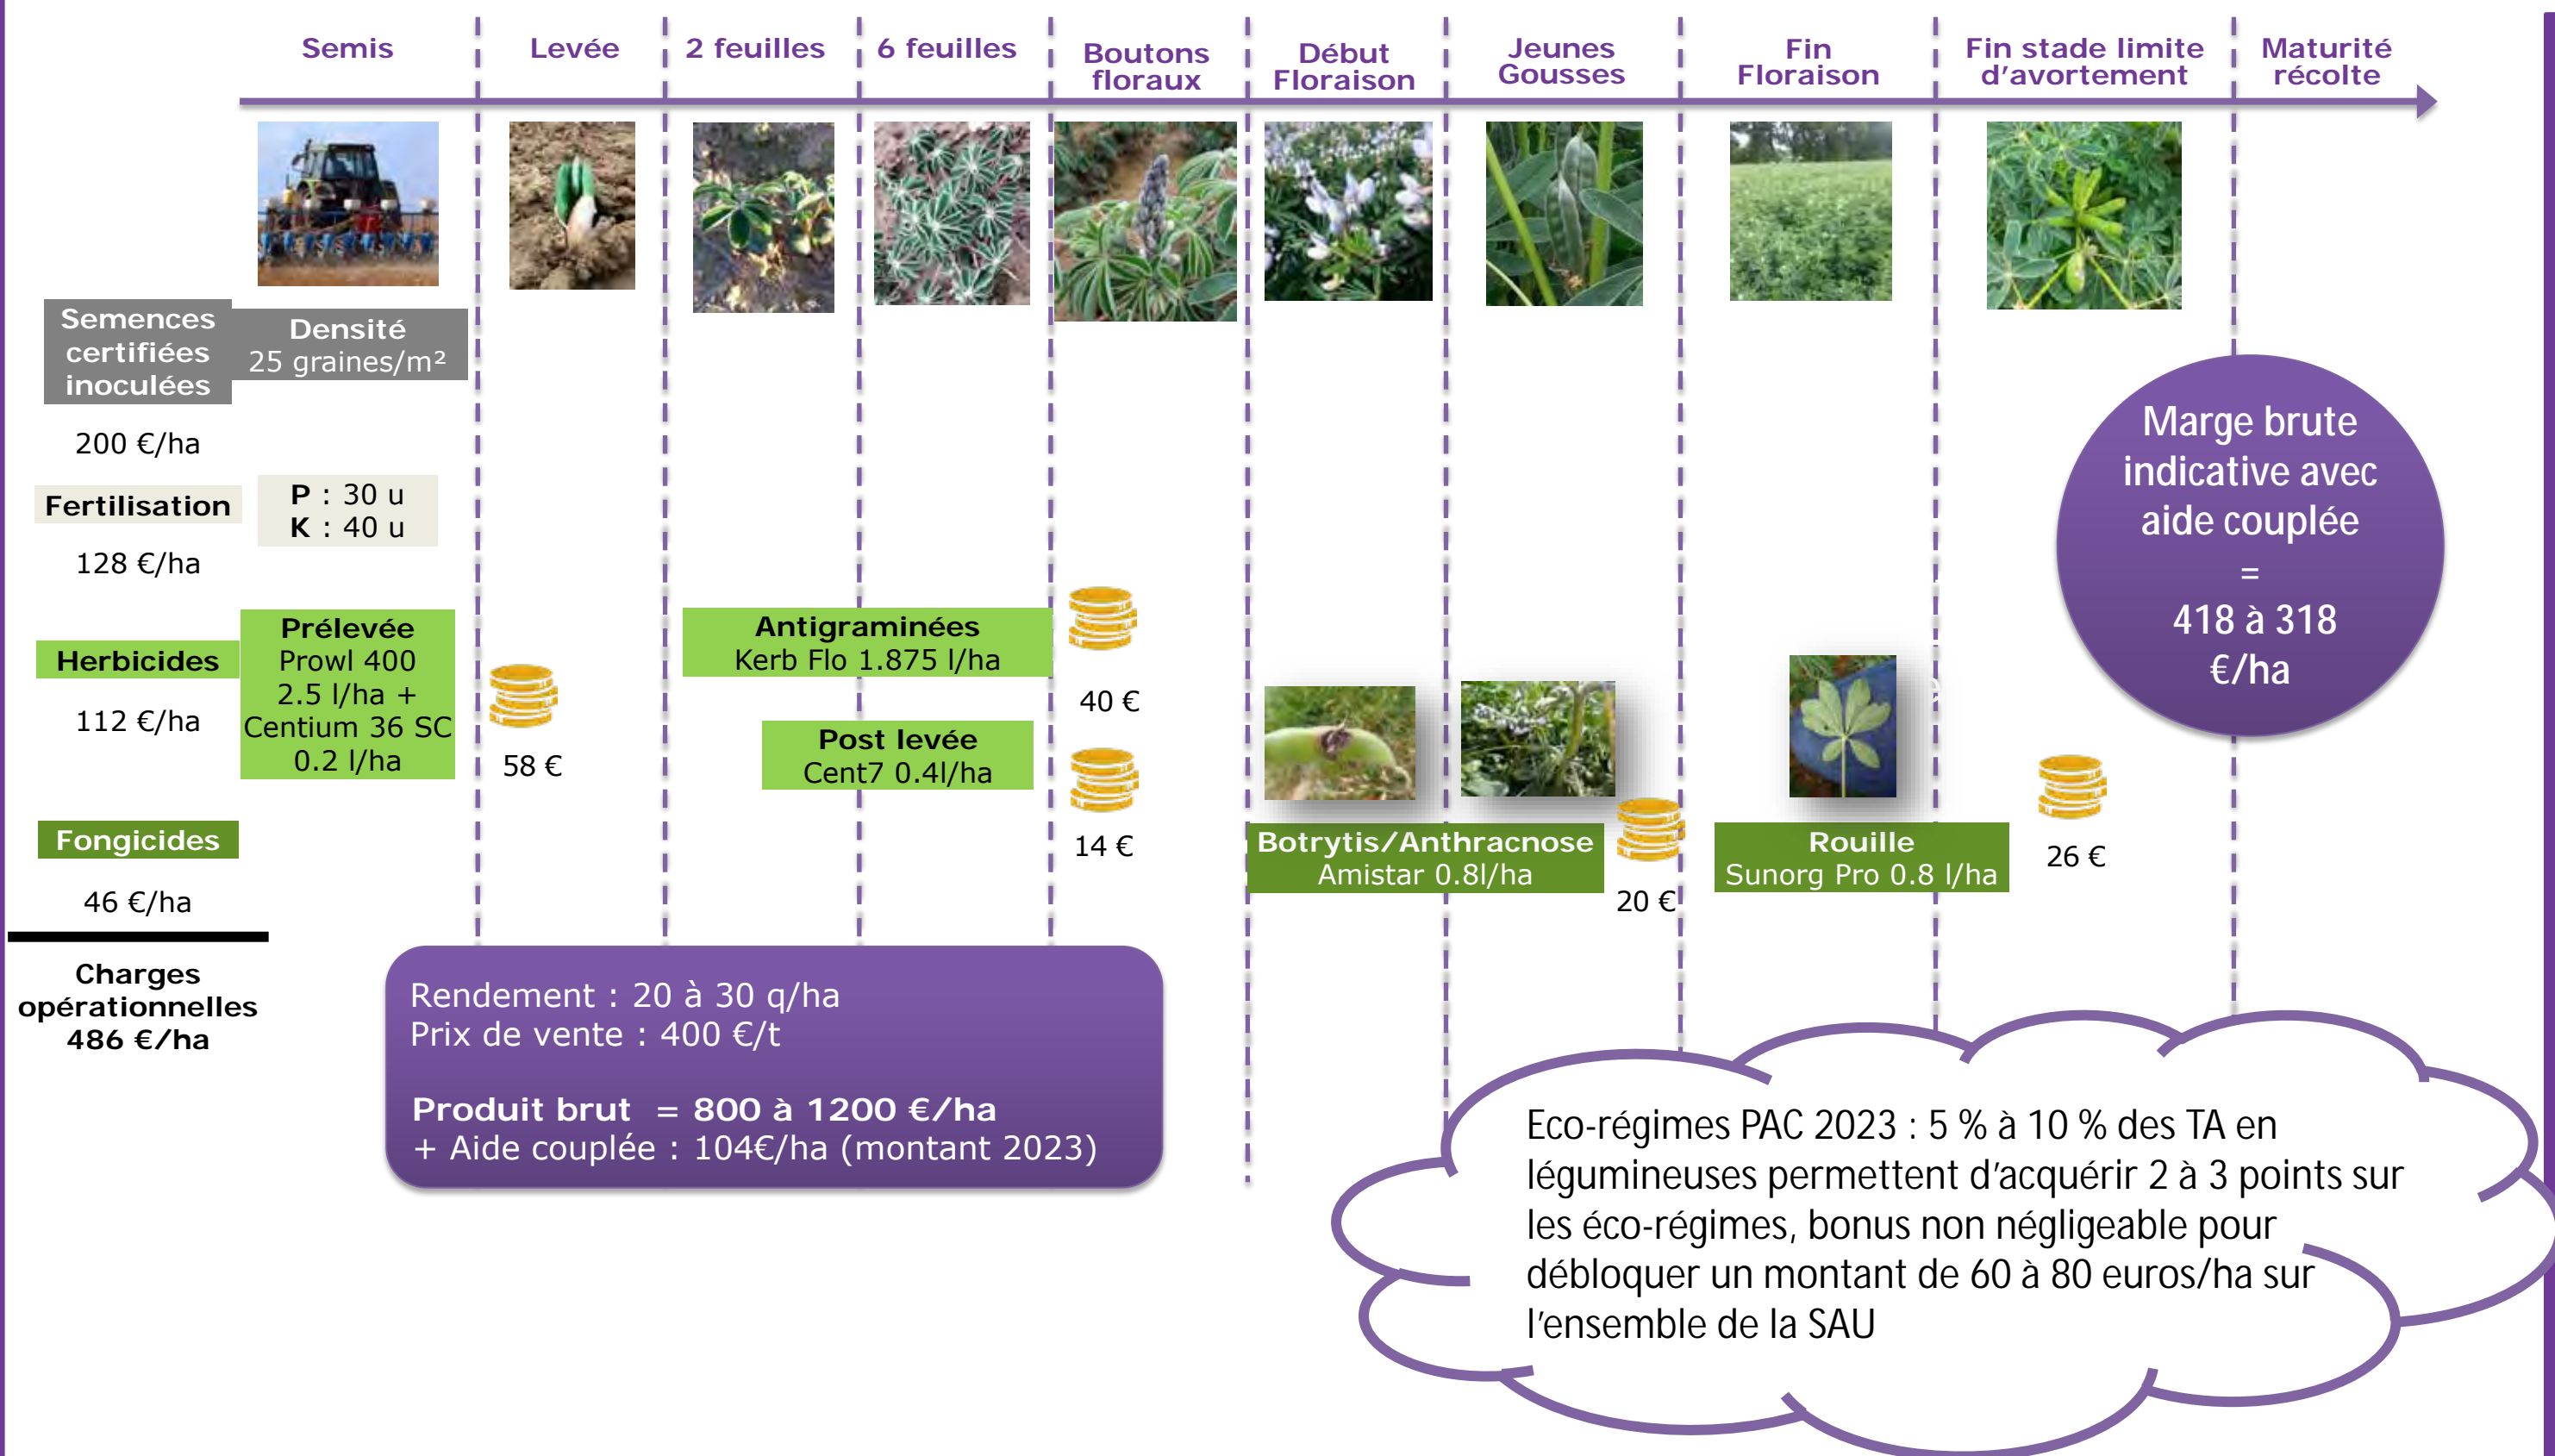 Semis
Levée
2 feuilles
6 feuilles
Boutons
floraux
Début
Floraison
Jeunes
Gousses
Fin
Floraison
Fin stade limite
d'avortement
Maturité
récolte
Semences
certifiées
inoculées
200 €/ha
Densité
25 graines/m²
Fertilisation
128 €/ha
P : 30 u
K : 40 u
Herbicides
112 €/ha
Prélevée
Prowl 400
2.5 l/ha +
Centium 36 SC
0.2 l/ha
58 €
Antigraminées
Kerb Flo 1.875 l/ha
40 €
Post levée
Cent7 0.4l/ha
14 €
Fongicides
46 €/ha
Botrytis/Anthracnose
Amistar 0.8l/ha
20 €
Rouille
Sunorg Pro 0.8 l/ha
26 €
Marge brute
indicative avec
aide couplée
=
418 à 318
€/ha
Charges
opérationnelles
486 €/ha
Rendement : 20 à 30 q/ha
Prix de vente : 400 €/t
Produit brut = 800 à 1200 €/ha
+ Aide couplée : 104€/ha (montant 2023)
Eco-régimes PAC 2023 : 5 % à 10 % des TA en
légumineuses permettent d'acquérir 2 à 3 points sur
les éco-régimes, bonus non négligeable pour
débloquer un montant de 60 à 80 euros/ha sur
l'ensemble de la SAU